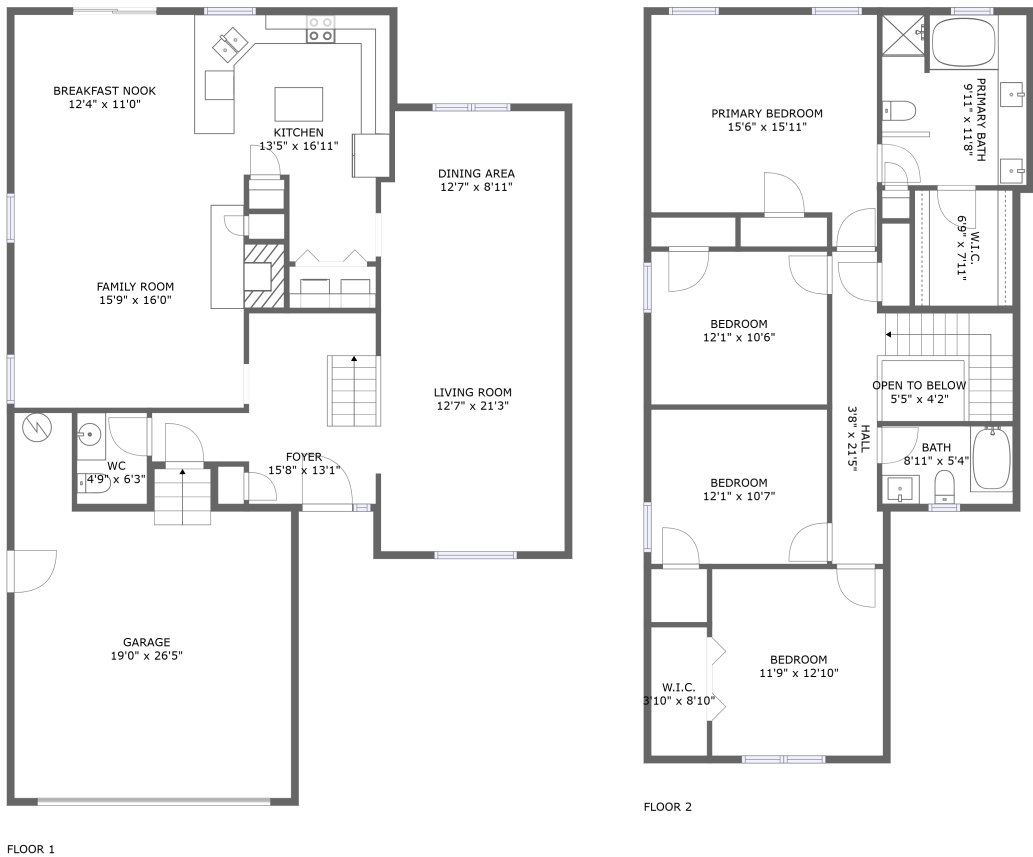 BREAKFAST NOOK
12'4" x 11'0"
KITCHEN
13'5" x 16'11"
DINING AREA
12'7" x 8'11"
FAMILY ROOM
15'9" x 16'0"
LIVING ROOM
12'7" x 21'3"
FOYER
15'8" x 13'1"
WC
4'9" x 6'3"
GARAGE
19'0" x 26'5"
FLOOR 1
PRIMARY BEDROOM
15'6" x 15'11"
PRIMARY BATH
9'11" x 11'8"
W.I.C.
6'9" x 7'11"
BEDROOM
12'1" x 10'6"
OPEN TO BELOW
5'5" x 4'2"
HALL
3'8" x 21'5"
BATH
8'11" x 5'4"
BEDROOM
12'1" x 10'7"
BEDROOM
11'9" x 12'10"
W.I.C.
3'10" x 8'10"
FLOOR 2